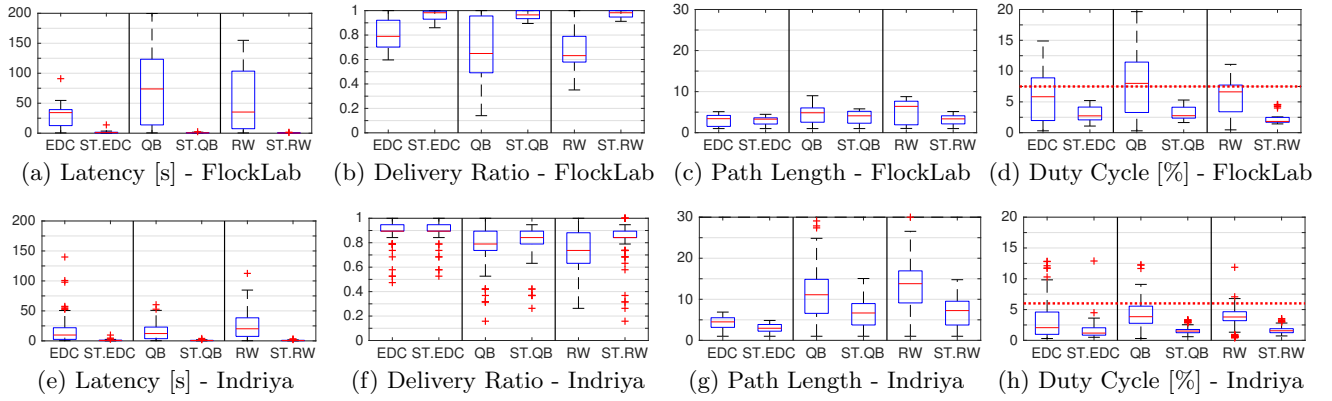 200
150
100
75
50
25
0
EDC ST.EDC QB ST.QB RW ST.RW
(a) Latency [s] - FlockLab
1
0.8
0.6
0.4
0.2
0
EDC ST.EDC QB ST.QB RW ST.RW
(b) Delivery Ratio - FlockLab
30
20
10
5
0
EDC ST.EDC QB ST.QB RW ST.RW
(c) Path Length - FlockLab
20
15
10
5
0
EDC ST.EDC QB ST.QB RW ST.RW
(d) Duty Cycle [%] - FlockLab
200
150
100
50
25
0
EDC ST.EDC QB ST.QB RW ST.RW
(e) Latency [s] - Indriya
1
0.8
0.6
0.4
0.2
0
EDC ST.EDC QB ST.QB RW ST.RW
(f) Delivery Ratio - Indriya
30
20
10
5
0
EDC ST.EDC QB ST.QB RW ST.RW
(g) Path Length - Indriya
20
15
10
5
0
EDC ST.EDC QB ST.QB RW ST.RW
(h) Duty Cycle [%] - Indriya